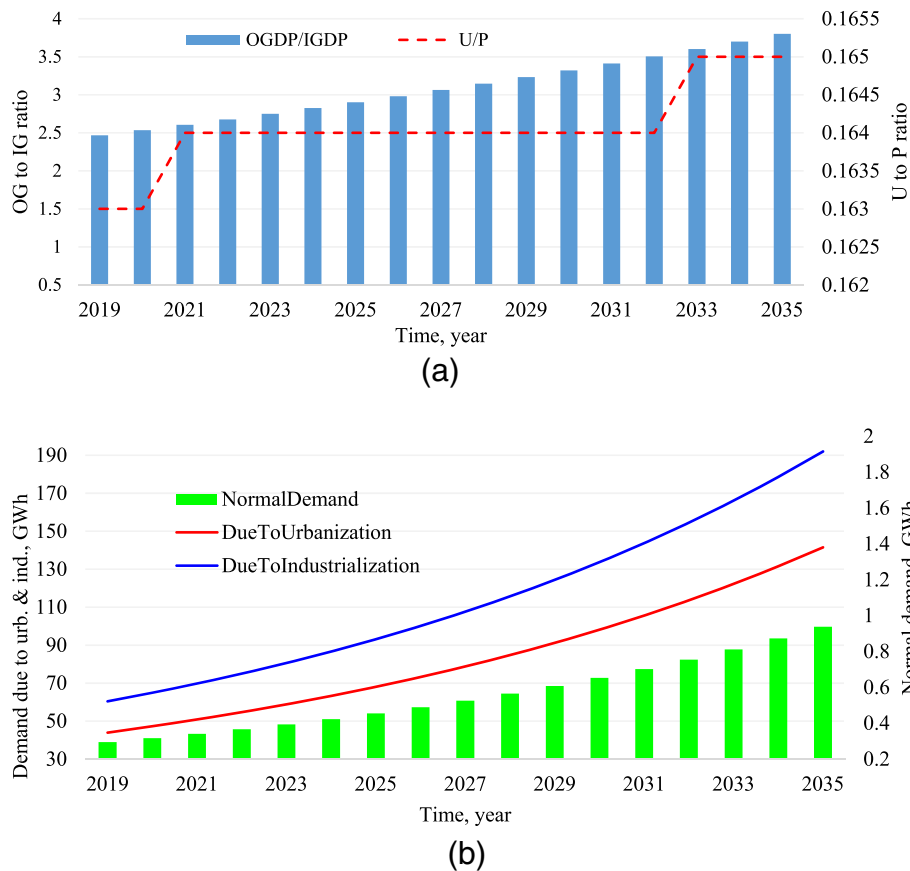 4
3.5
3
2.5
2
1.5
1
0.5
OG to IG ratio
OGDP/IGDP
U/P
0.1655
0.165
0.1645
0.164
0.1635
0.163
0.1625
0.162
U to P ratio
2019 2021 2023 2025 2027 2029 2031 2033 2035
Time, year
(a)
190
170
150
130
110
90
70
50
30
Demand due to urb. & ind., GWh
NormalDemand
DueToUrbanization
DueToIndustrialization
2
1.8
1.6
1.4
1.2
1
0.8
0.6
0.4
0.2
Normal demand, GWh
2019 2021 2023 2025 2027 2029 2031 2033 2035
Time, year
(b)